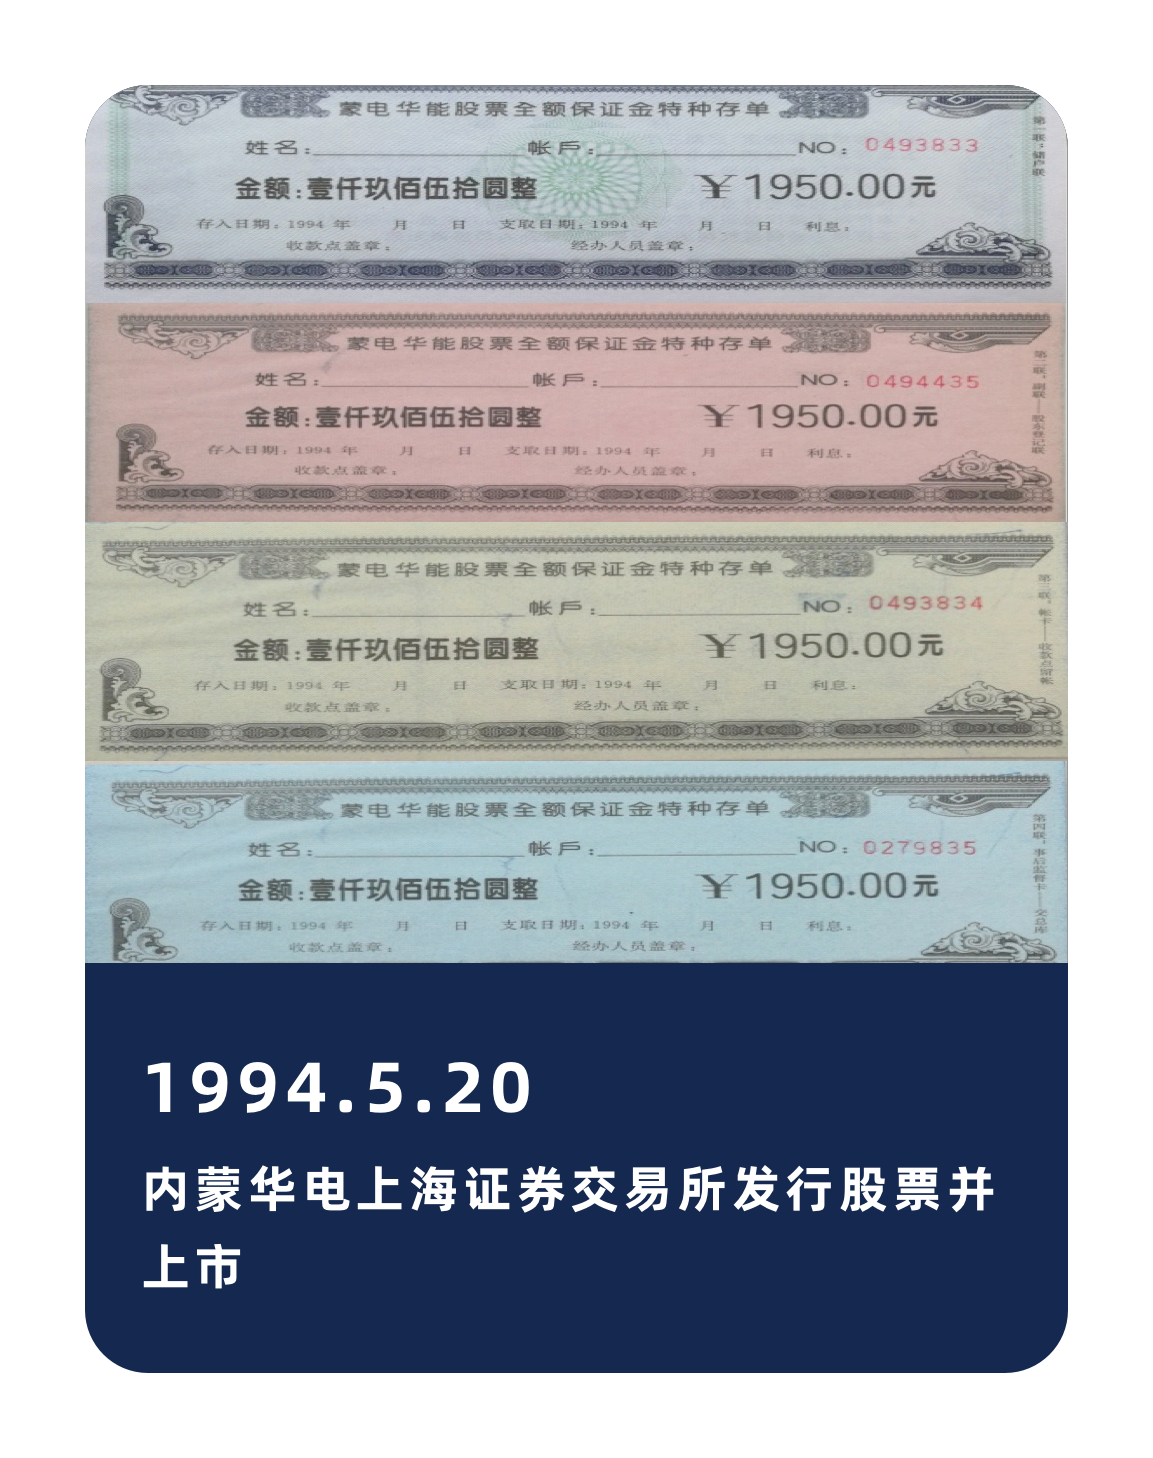 蒙电华能股票全额保证金特种存单
姓名： 帐戶： NO： 0493833
金额：壹仟玖佰伍拾圆整 ￥1950.00元
存入日期：1994 年 月 日 支取日期：1994 年 月 日 利息：
收款点盖章： 经办人员盖章：
第一联：储户联
蒙电华能股票全额保证金特种存单
姓名： 帐戶： NO： 0494435
金额：壹仟玖佰伍拾圆整 ￥1950.00元
存入日期：1994 年 月 日 支取日期：1994 年 月 日 利息：
收款点盖章： 经办人员盖章：
第二联：副联——股东登记联
蒙电华能股票全额保证金特种存单
姓名： 帐戶： NO： 0493834
金额：壹仟玖佰伍拾圆整 ￥1950.00元
存入日期：1994 年 月 日 支取日期：1994 年 月 日 利息：
收款点盖章： 经办人员盖章：
第三联：帐卡——收款点留帐
蒙电华能股票全额保证金特种存单
姓名： 帐戶： NO： 0279835
金额：壹仟玖佰伍拾圆整 ￥1950.00元
存入日期：1994 年 月 日 支取日期：1994 年 月 日 利息：
收款点盖章： 经办人员盖章：
第四联：事后监督卡——交总库
1994.5.20
内蒙华电上海证券交易所发行股票并
上市